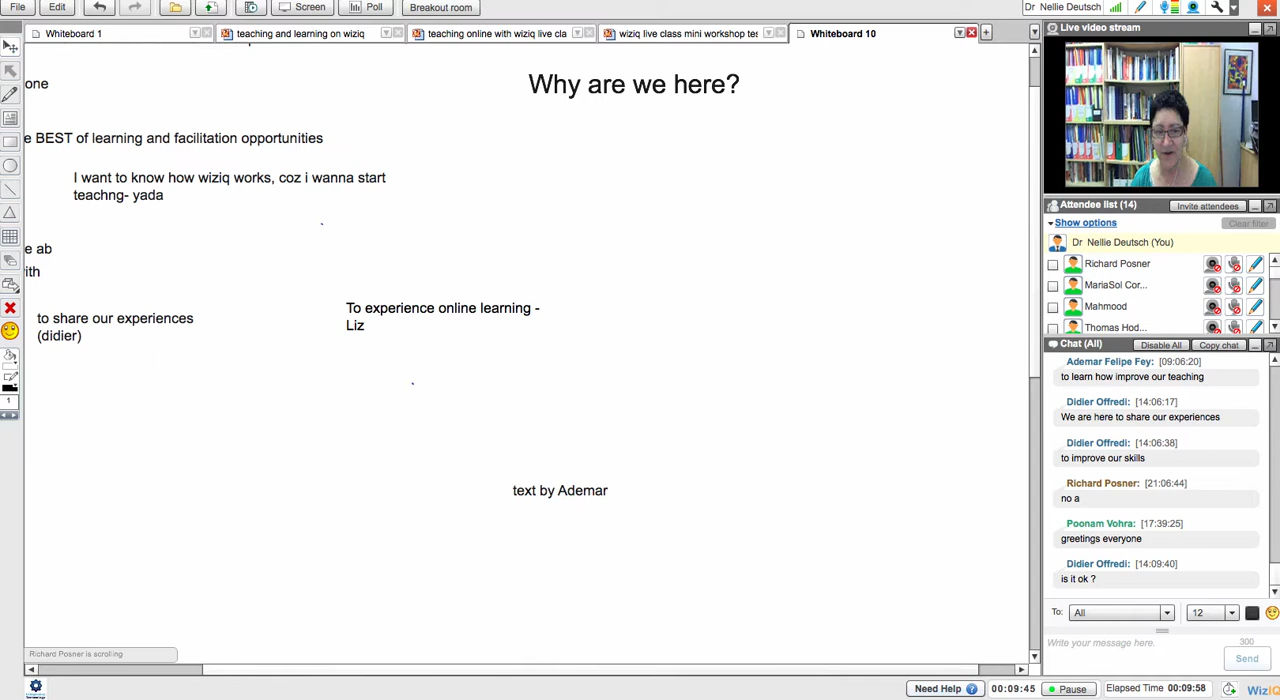 File Edit Screen Poll Breakout room Dr Nellie Deutsch
Whiteboard 1 teaching and learning on wiziq teaching online with wiziq live cla wiziq live class mini workshop tes Whiteboard 10
Why are we here?
one
e BEST of learning and facilitation opportunities
I want to know how wiziq works, coz i wanna start
teachng- yada
e ab
ith
to share our experiences
(didier)
To experience online learning -
Liz
text by Ademar
Richard Posner is scrolling
1
Live video stream
Attendee list (14) Invite attendees
Show options Clear filter
Dr Nellie Deutsch (You)
Richard Posner
MariaSol Cor...
Mahmood
Thomas Hod...
Chat (All) Disable All Copy chat
Ademar Felipe Fey: [09:06:20]
to learn how improve our teaching
Didier Offredi: [14:06:17]
We are here to share our experiences
Didier Offredi: [14:06:38]
to improve our skills
Richard Posner: [21:06:44]
no a
Poonam Vohra: [17:39:25]
greetings everyone
Didier Offredi: [14:09:40]
is it ok ?
To: All 12
Write your message here. 300
Send
Need Help ? 00:09:45 Pause Elapsed Time 00:09:58 WizIQ